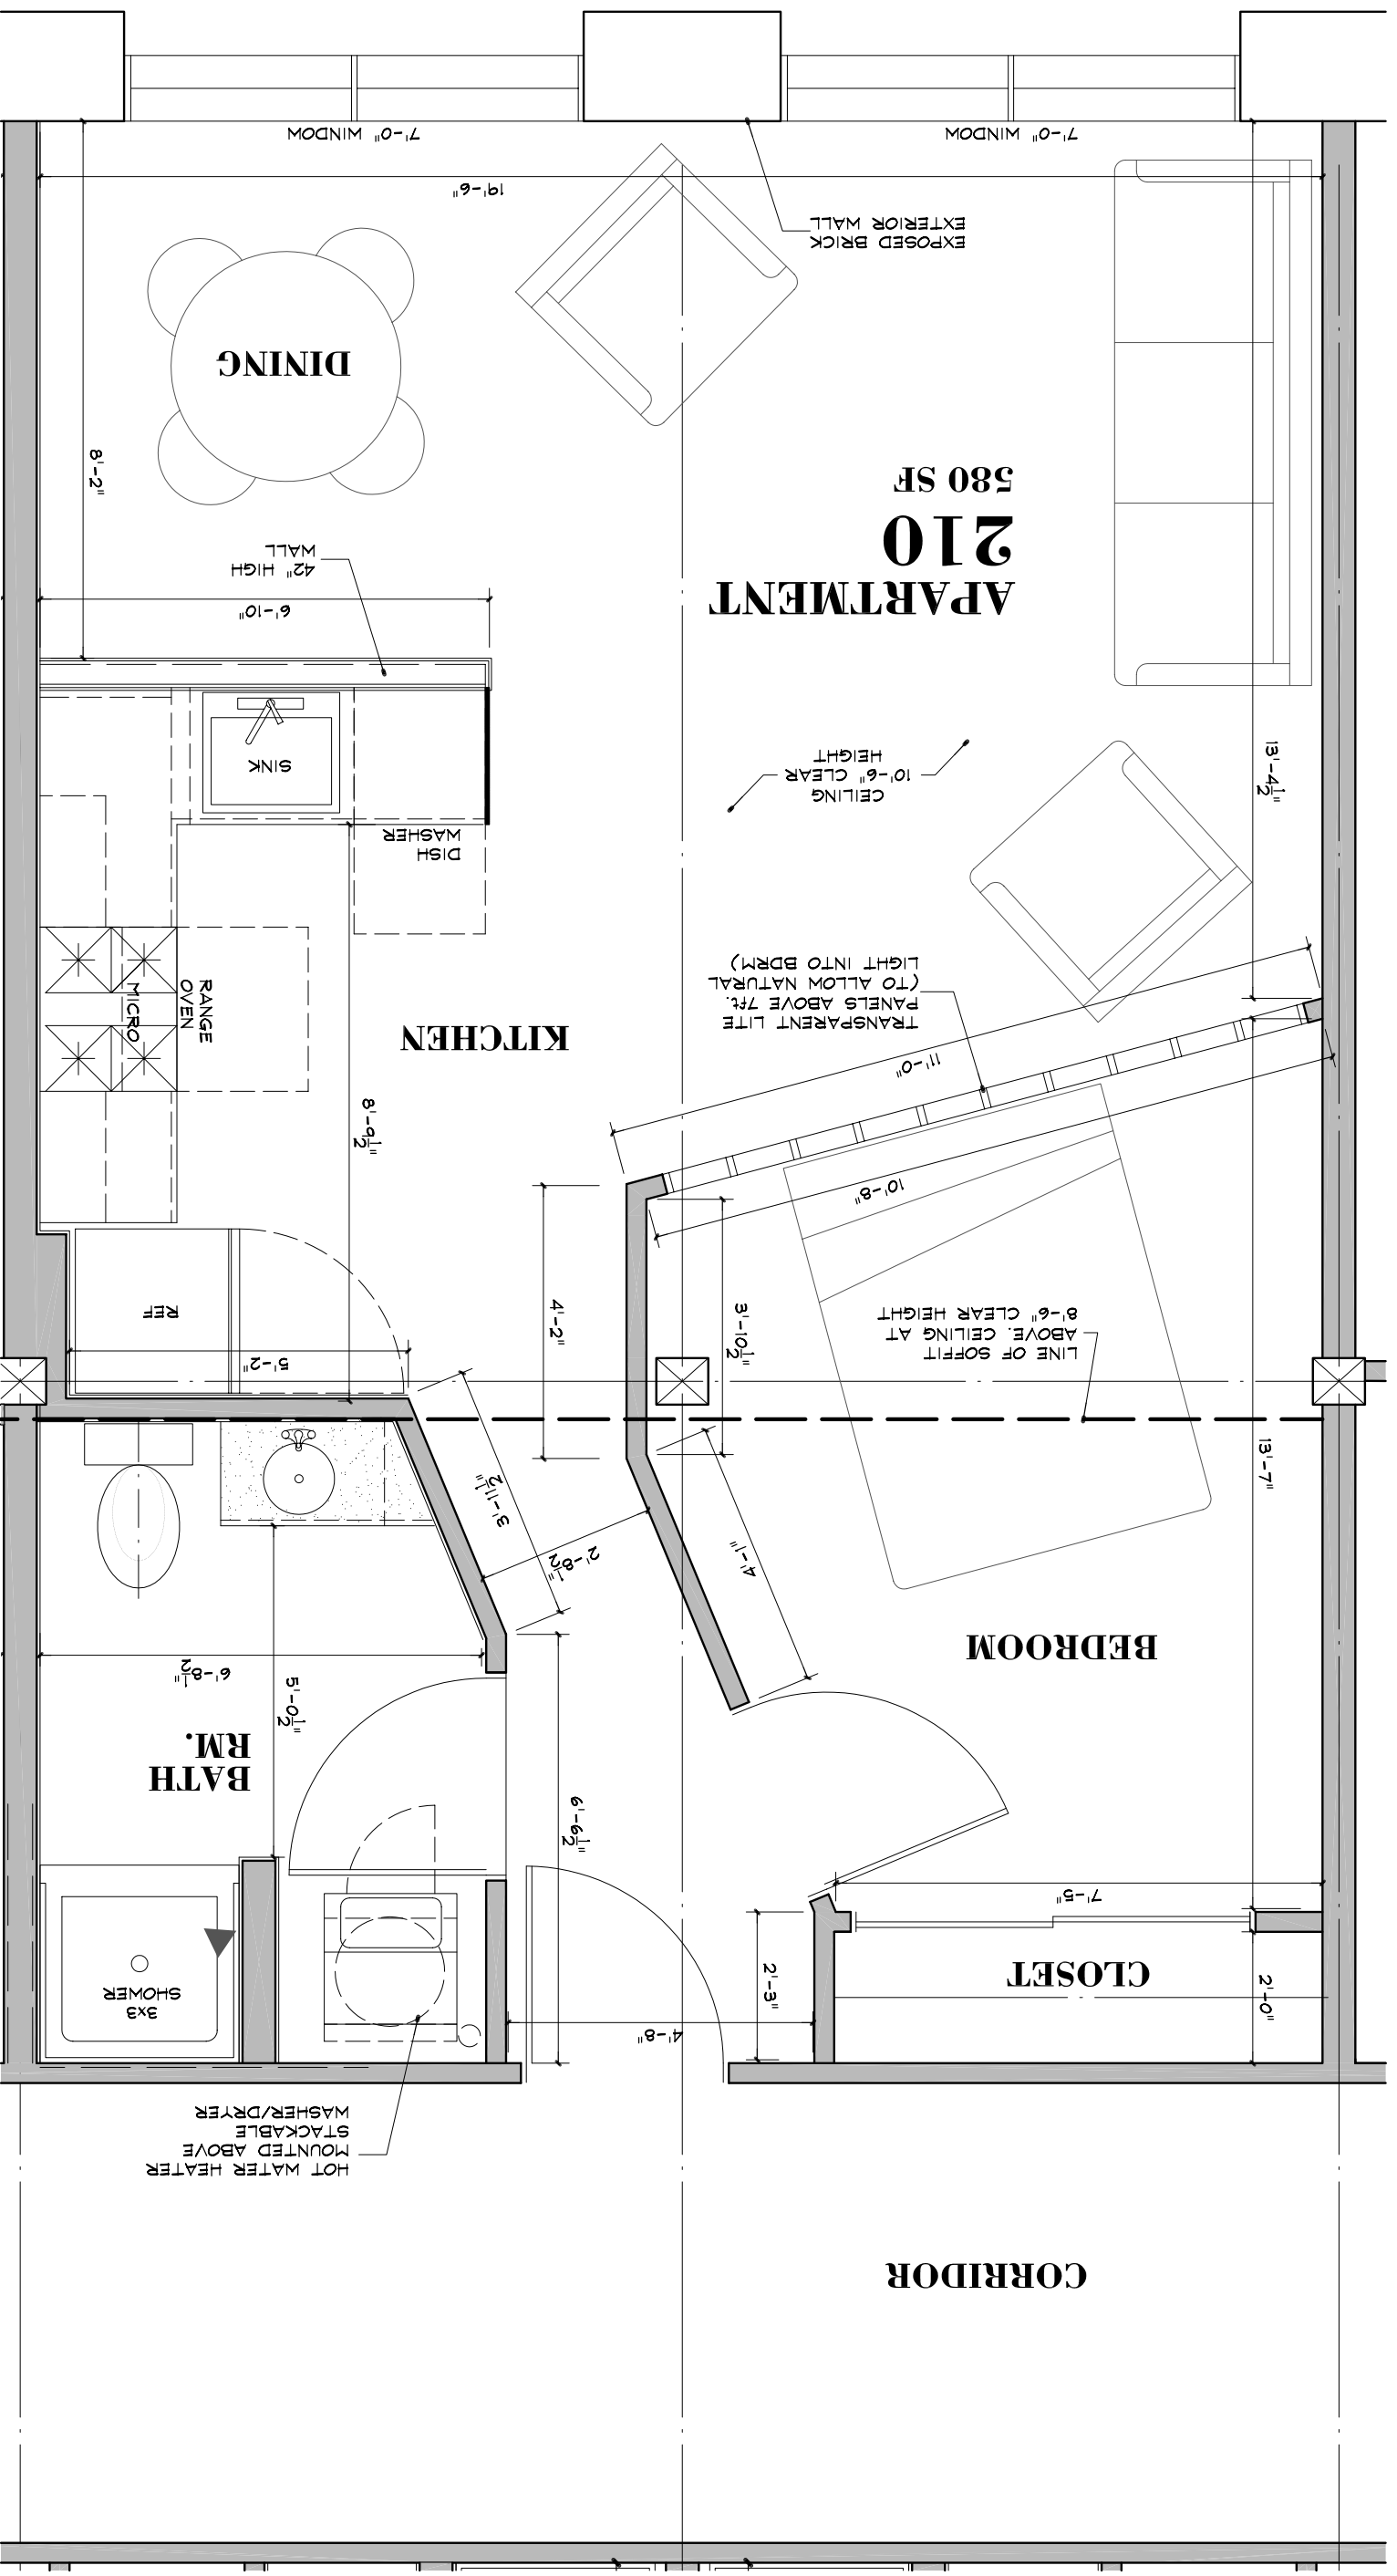 CORRIDOR
HOT WATER HEATER
MOUNTED ABOVE
STACKABLE
WASHER/DRYER
4'-8"
2'-3"
2'-0"
CLOSET
7'-5"
3x3
SHOWER
BATH
RM.
6'-6½"
5'-0½"
6'-8½"
BEDROOM
4'-1"
2'-8½"
3'-11½"
13'-7"
LINE OF SOFFIT
ABOVE. CEILING AT
8'-6" CLEAR HEIGHT
5'-2"
REF
4'-2"
3'-10½"
10'-8"
11'-0"
8'-9½"
KITCHEN
RANGE
OVEN
MICRO
TRANSPARENT LITE
PANELS ABOVE 7ft.
(TO ALLOW NATURAL
LIGHT INTO BDRM)
DISH
WASHER
SINK
CEILING
10'-6" CLEAR
HEIGHT
13'-4½"
6'-10"
42" HIGH
WALL
APARTMENT
210
580 SF
8'-2"
DINING
EXPOSED BRICK
EXTERIOR WALL
19'-6"
7'-0" WINDOW
7'-0" WINDOW